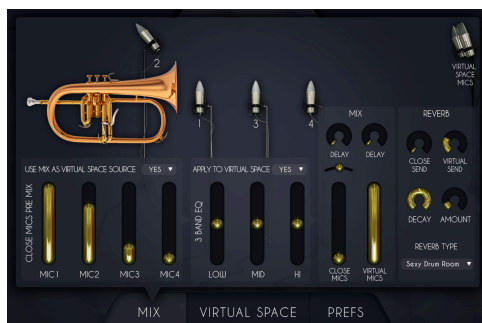 2
VIRTUAL
SPACE
MICS
1
3
4
MIX
REVERB
DELAY
DELAY
CLOSE
SEND
VIRTUAL
SEND
USE MIX AS VIRTUAL SPACE SOURCE YES
APPLY TO VIRTUAL SPACE YES
CLOSE MICS PRE MIX
3 BAND EQ
DECAY
AMOUNT
REVERB TYPE
Sexy Drum Room
MIC1
MIC2
MIC3
MIC4
LOW
MID
HI
CLOSE
MICS
VIRTUAL
MICS
MIX
VIRTUAL SPACE
PREFS